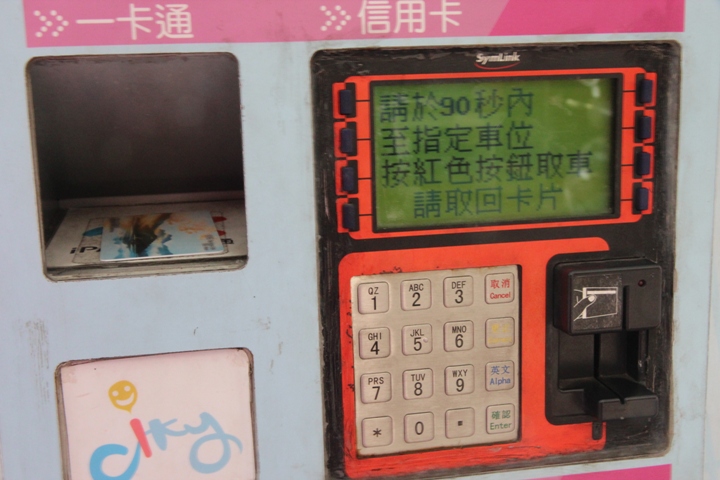 一卡通
信用卡
SymLink
請於90秒內
至指定車位
按紅色按鈕取車
請取回卡片
QZ 1
ABC 2
DEF 3
取消 Cancel
GHI 4
JKL 5
MNO 6
PRS 7
TUV 8
WXY 9
英文 Alpha
*
0
.
確認 Enter
iPA
cIty